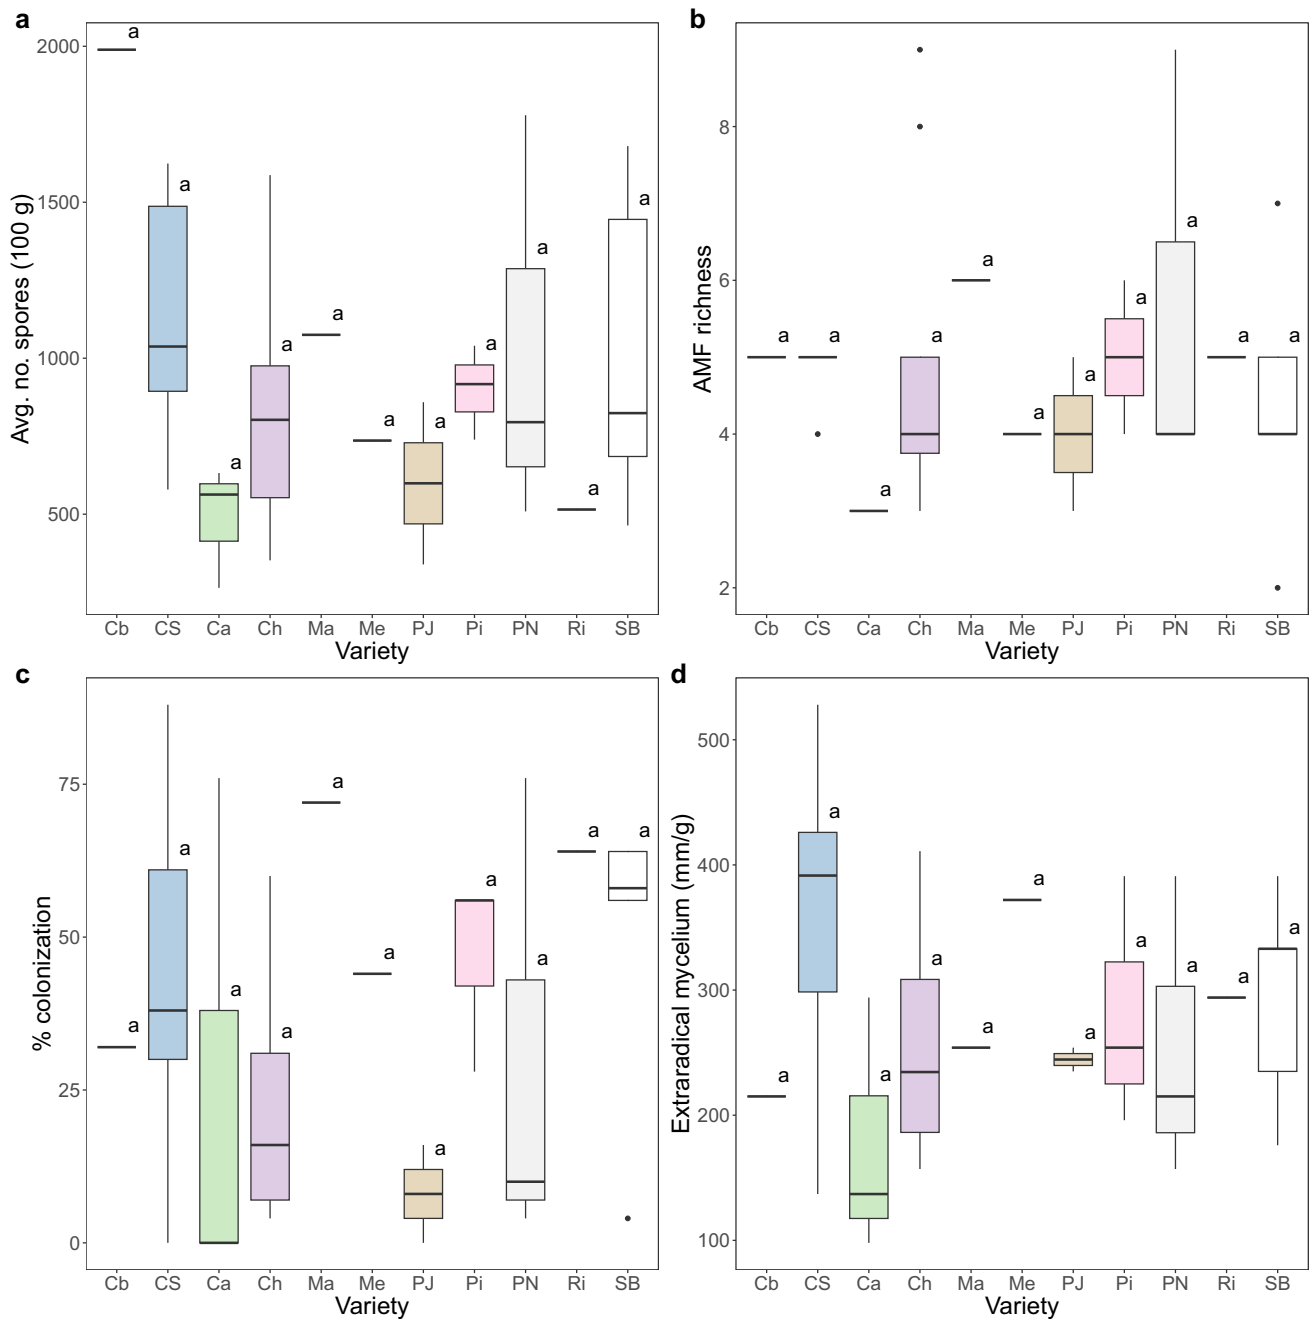 a
Avg. no. spores (100 g)
2000
1500
1000
500
a a a a a a a a a a a
Cb CS Ca Ch Ma Me PJ Pi PN Ri SB
Variety
b
AMF richness
8
6
4
2
a a a a a a a a a a a
Cb CS Ca Ch Ma Me PJ Pi PN Ri SB
Variety
c
% colonization
75
50
25
0
a a a a a a a a a a a
Cb CS Ca Ch Ma Me PJ Pi PN Ri SB
Variety
d
Extraradical mycelium (mm/g)
500
400
300
200
100
a a a a a a a a a a a
Cb CS Ca Ch Ma Me PJ Pi PN Ri SB
Variety